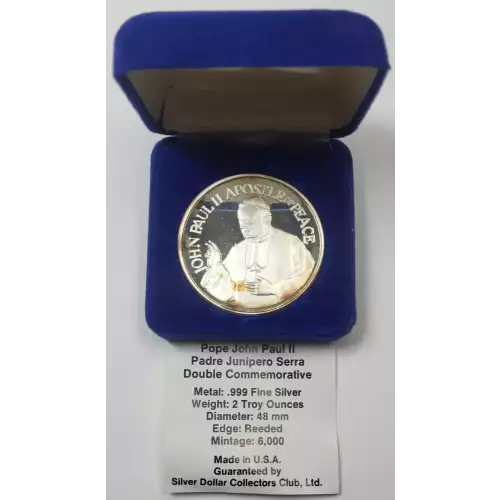 JOHN PAUL II APOSTLE OF PEACE
Pope John Paul II
Padre Junipero Serra
Double Commemorative
Metal: .999 Fine Silver
Weight: 2 Troy Ounces
Diameter: 48 mm
Edge: Reeded
Mintage: 6,000
Made in U.S.A.
Guaranteed by
Silver Dollar Collectors Club, Ltd.